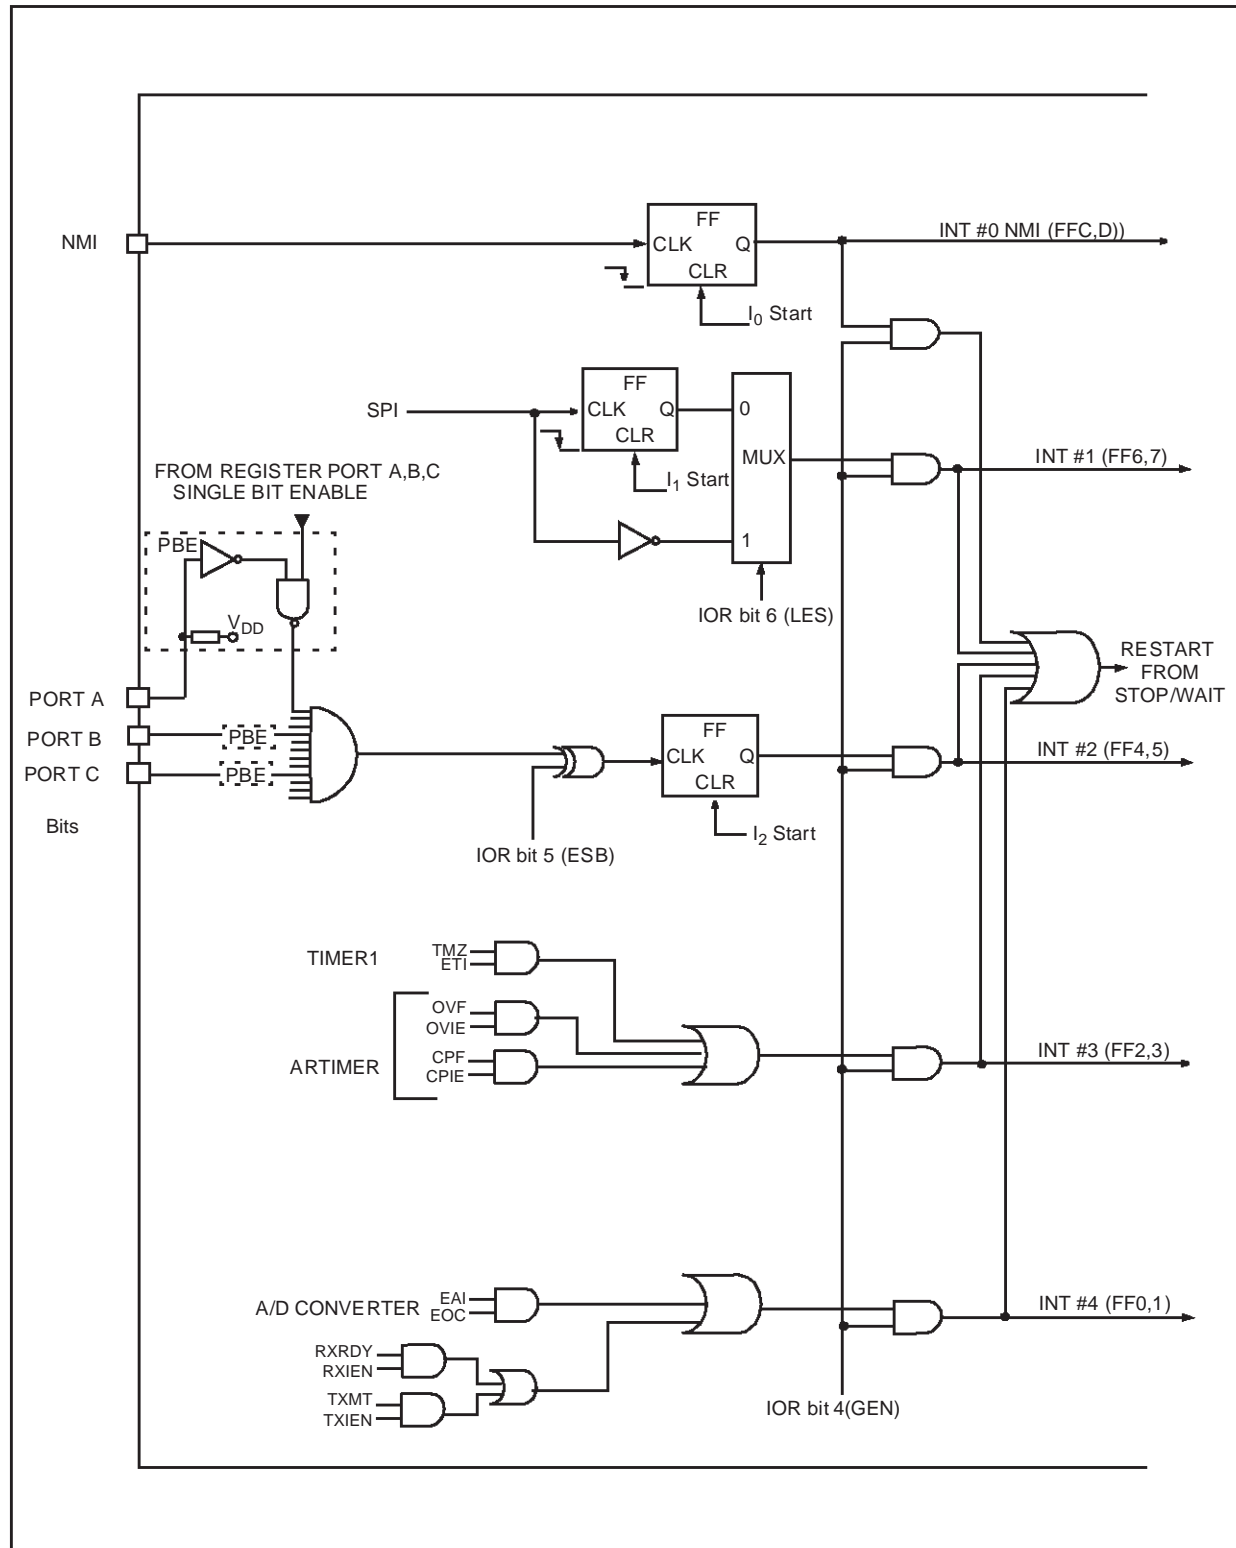 NMI
FF
CLK
Q
CLR
INT #0 NMI (FFC,D))
I0 Start
SPI
FF
CLK
Q
CLR
0
MUX
1
I1 Start
INT #1 (FF6,7)
FROM REGISTER PORT A,B,C
SINGLE BIT ENABLE
PBE
VDD
IOR bit 6 (LES)
RESTART
FROM
STOP/WAIT
PORT A
PORT B
PBE
PORT C
PBE
Bits
FF
CLK
Q
CLR
INT #2 (FF4,5)
I2 Start
IOR bit 5 (ESB)
TIMER1
TMZ
ETI
OVF
OVIE
ARTIMER
CPF
CPIE
INT #3 (FF2,3)
A/D CONVERTER
EAI
EOC
INT #4 (FF0,1)
RXRDY
RXIEN
TXMT
TXIEN
IOR bit 4(GEN)